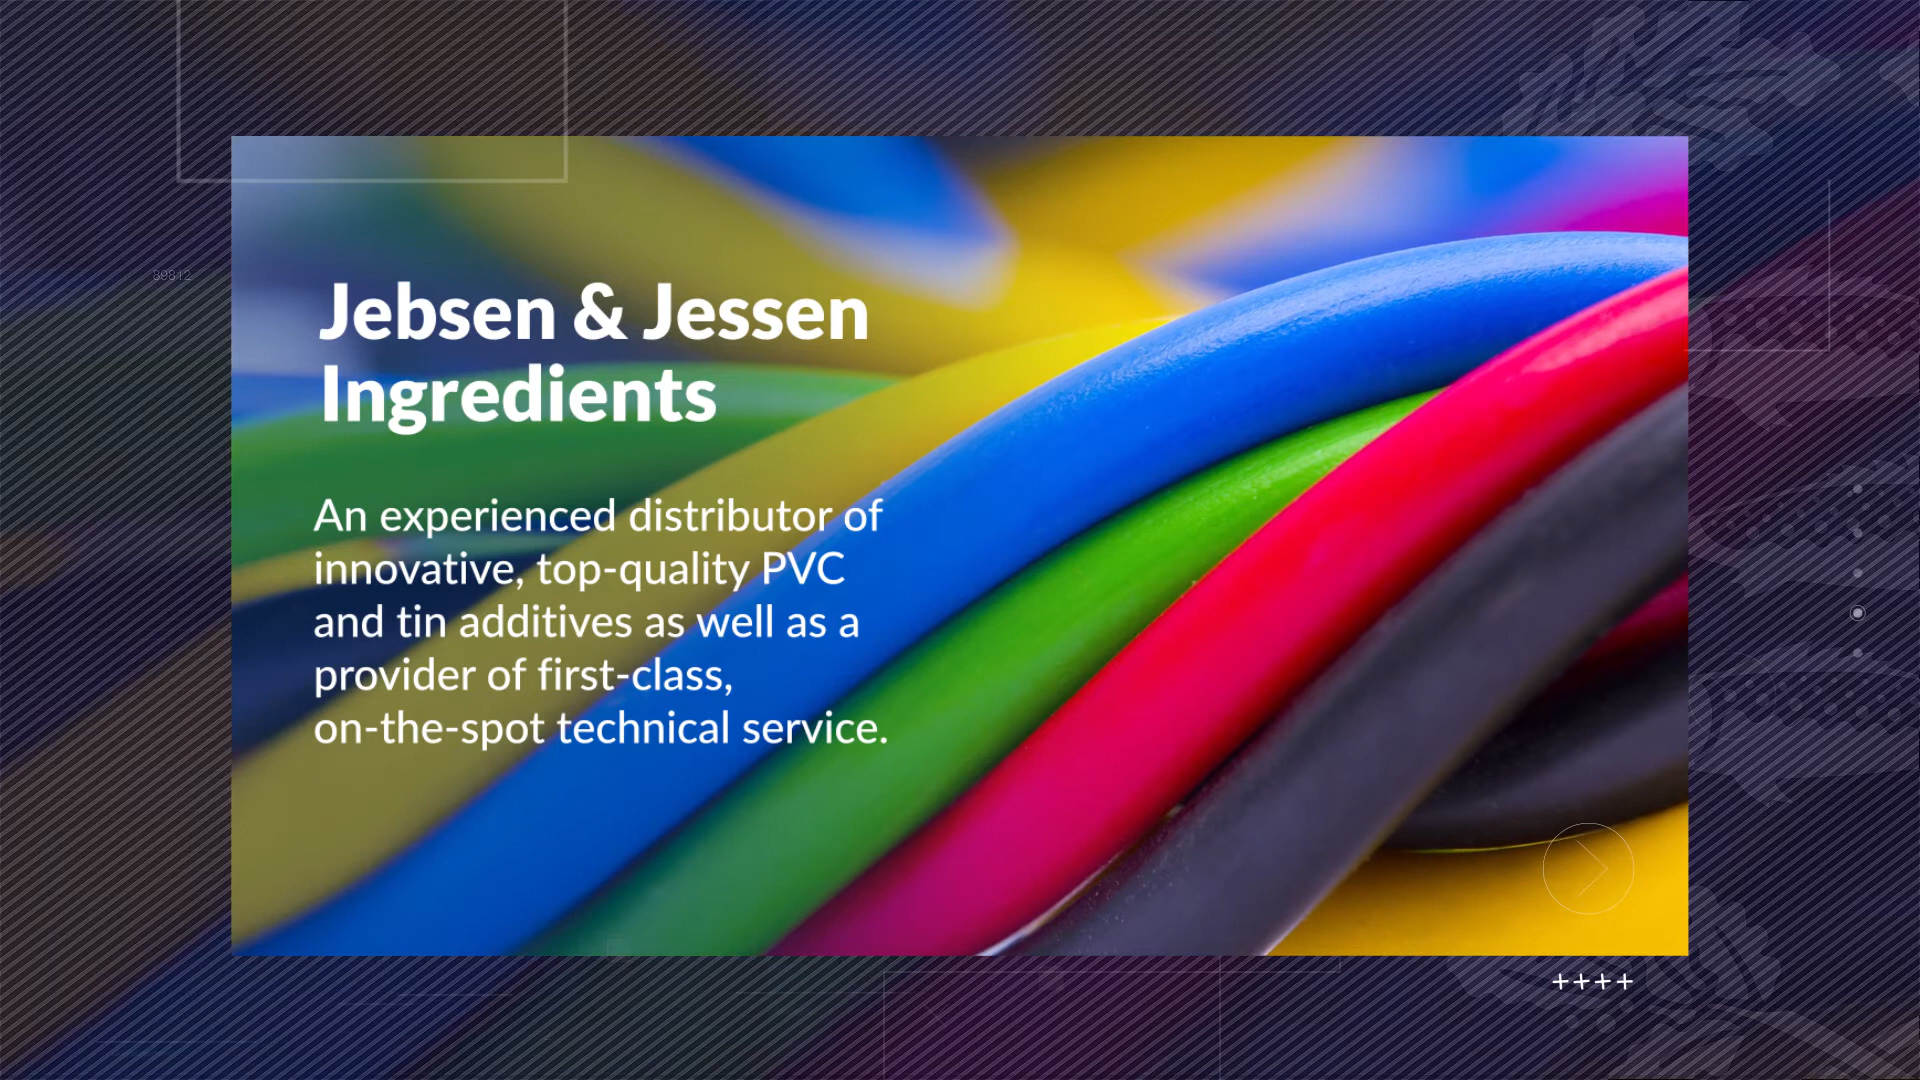 89812
Jebsen & Jessen
Ingredients
An experienced distributor of
innovative, top-quality PVC
and tin additives as well as a
provider of first-class,
on-the-spot technical service.
++++